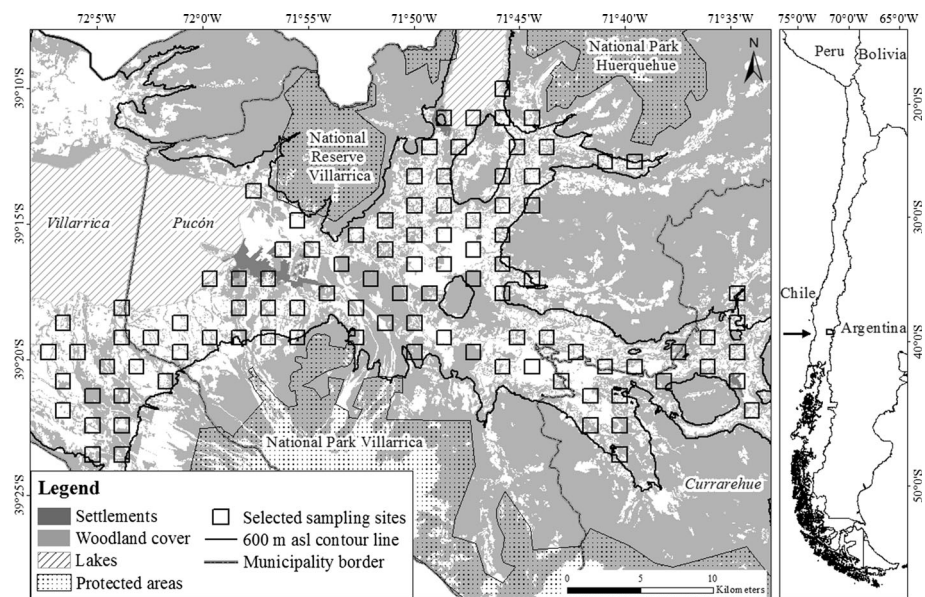 72°5'W 72°0'W 71°55'W 71°50'W 71°45'W 71°40'W 71°35'W
75°0'W 70°0'W 65°0'W
39°10'S
39°15'S
39°20'S
39°25'S
National Park
Huerquehue
N
National
Reserve
Villarrica
Villarrica
Pucón
National Park Villarrica
Currarehue
Legend
Settlements
Woodland cover
Lakes
Protected areas
Selected sampling sites
600 m asl contour line
Municipality border
0 5 10
Kilometers
Peru
Bolivia
Chile
Argentina
20°0'S
30°0'S
40°0'S
50°0'S